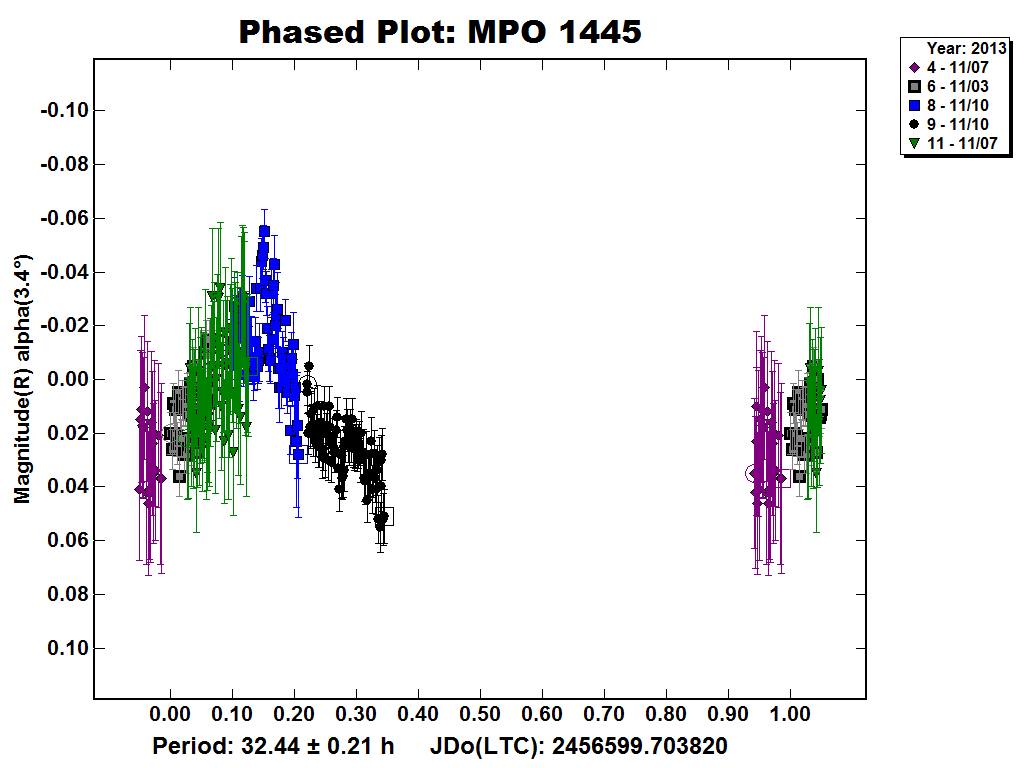 Phased Plot: MPO 1445
Year: 2013
4 - 11/07
6 - 11/03
8 - 11/10
9 - 11/10
11 - 11/07
Magnitude(R) alpha(3.4°)
-0.10
-0.08
-0.06
-0.04
-0.02
0.00
0.02
0.04
0.06
0.08
0.10
0.00 0.10 0.20 0.30 0.40 0.50 0.60 0.70 0.80 0.90 1.00
Period: 32.44 ± 0.21 h JDo(LTC): 2456599.703820